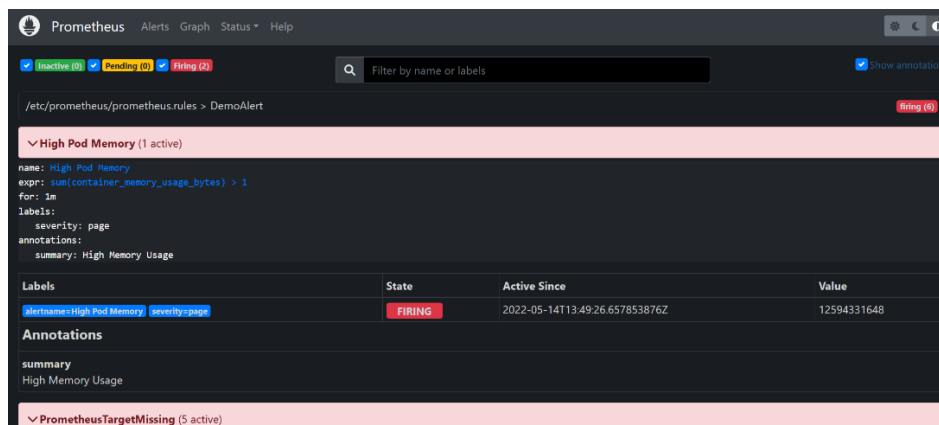 Prometheus Alerts Graph Status Help
Inactive (0) Pending (0) Firing (2) Filter by name or labels Show annotatio
/etc/prometheus/prometheus.rules > DemoAlert firing (6)
High Pod Memory (1 active)
name: High Pod Memory
expr: sum(container_memory_usage_bytes) > 1
for: 1m
labels:
severity: page
annotations:
summary: High Memory Usage
Labels State Active Since Value
alertname=High Pod Memory severity=page FIRING 2022-05-14T13:49:26.657853876Z 12594331648
Annotations
summary
High Memory Usage
PrometheusTargetMissing (5 active)